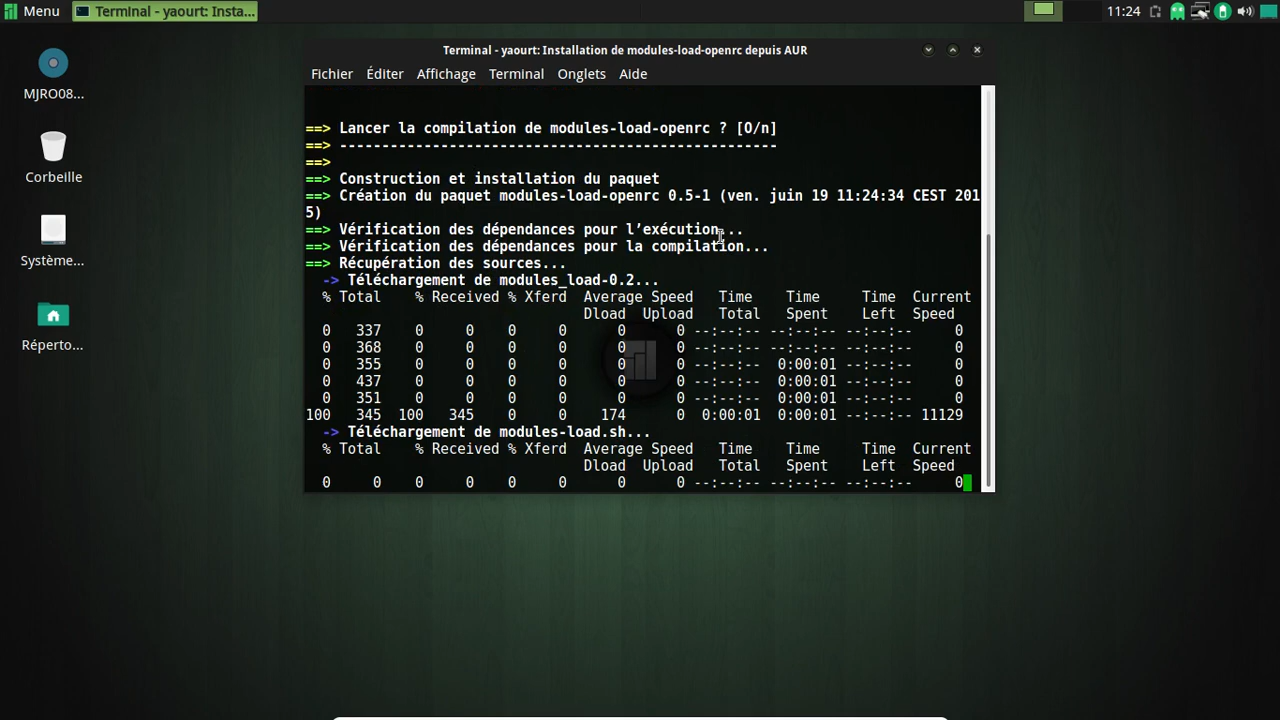 Menu
Terminal - yaourt: Insta...
11:24
MJRO08...
Corbeille
Système...
Réperto...
Terminal - yaourt: Installation de modules-load-openrc depuis AUR
Fichier Éditer Affichage Terminal Onglets Aide
==> Lancer la compilation de modules-load-openrc ? [O/n]
==> ----------------------------------------------------
==>
==> Construction et installation du paquet
==> Création du paquet modules-load-openrc 0.5-1 (ven. juin 19 11:24:34 CEST 201
5)
==> Vérification des dépendances pour l’exécution...
==> Vérification des dépendances pour la compilation...
==> Récupération des sources...
-> Téléchargement de modules_load-0.2...
% Total % Received % Xferd Average Speed Time Time Time Current
Dload Upload Total Spent Left Speed
0 337 0 0 0 0 0 0 --:--:-- --:--:-- --:--:-- 0
0 368 0 0 0 0 0 0 --:--:-- --:--:-- --:--:-- 0
0 355 0 0 0 0 0 0 --:--:-- 0:00:01 --:--:-- 0
0 437 0 0 0 0 0 0 --:--:-- 0:00:01 --:--:-- 0
0 351 0 0 0 0 0 0 --:--:-- 0:00:01 --:--:-- 0
100 345 100 345 0 0 174 0 0:00:01 0:00:01 --:--:-- 11129
-> Téléchargement de modules-load.sh...
% Total % Received % Xferd Average Speed Time Time Time Current
Dload Upload Total Spent Left Speed
0 0 0 0 0 0 0 0 --:--:-- --:--:-- --:--:-- 0